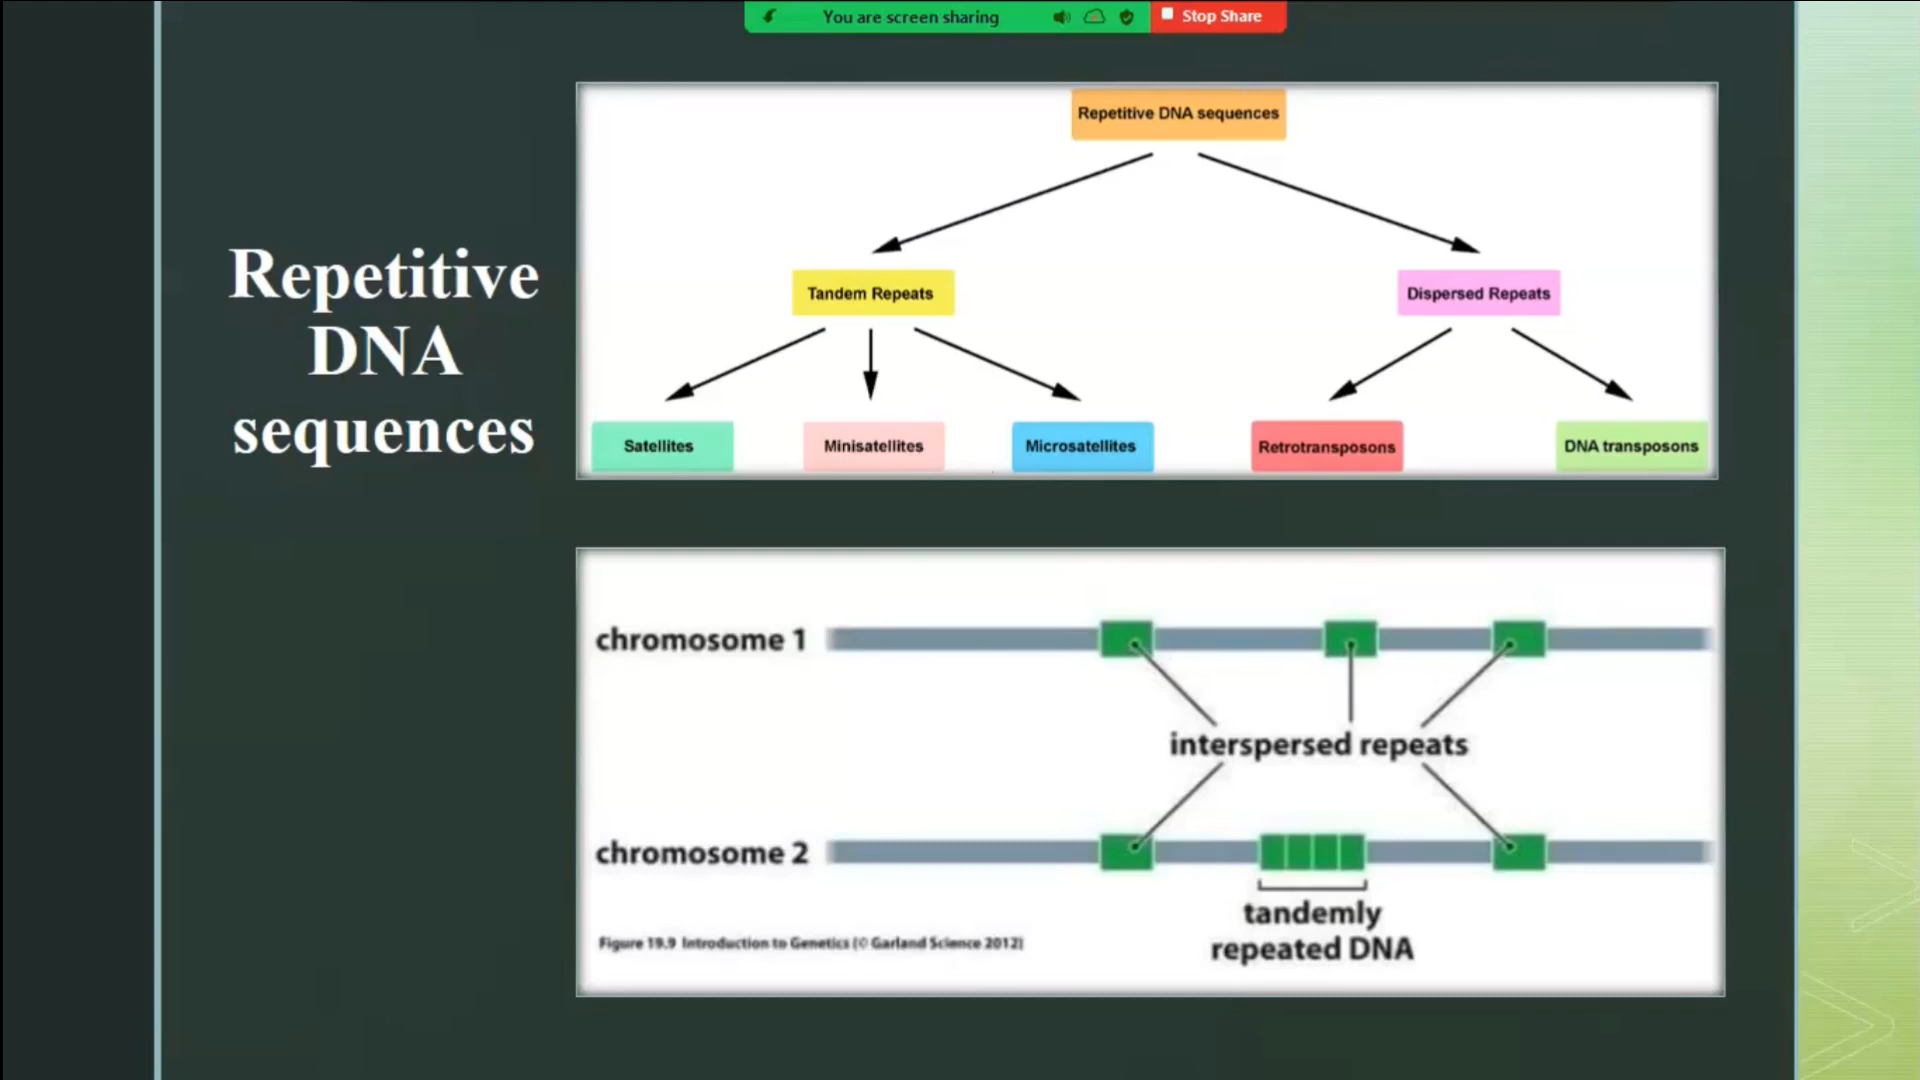 You are screen sharing
Stop Share
Repetitive
DNA
sequences
Repetitive DNA sequences
Tandem Repeats
Dispersed Repeats
Satellites
Minisatellites
Microsatellites
Retrotransposons
DNA transposons
chromosome 1
interspersed repeats
chromosome 2
tandemly
repeated DNA
Figure 19.9 Introduction to Genetics (© Garland Science 2012)